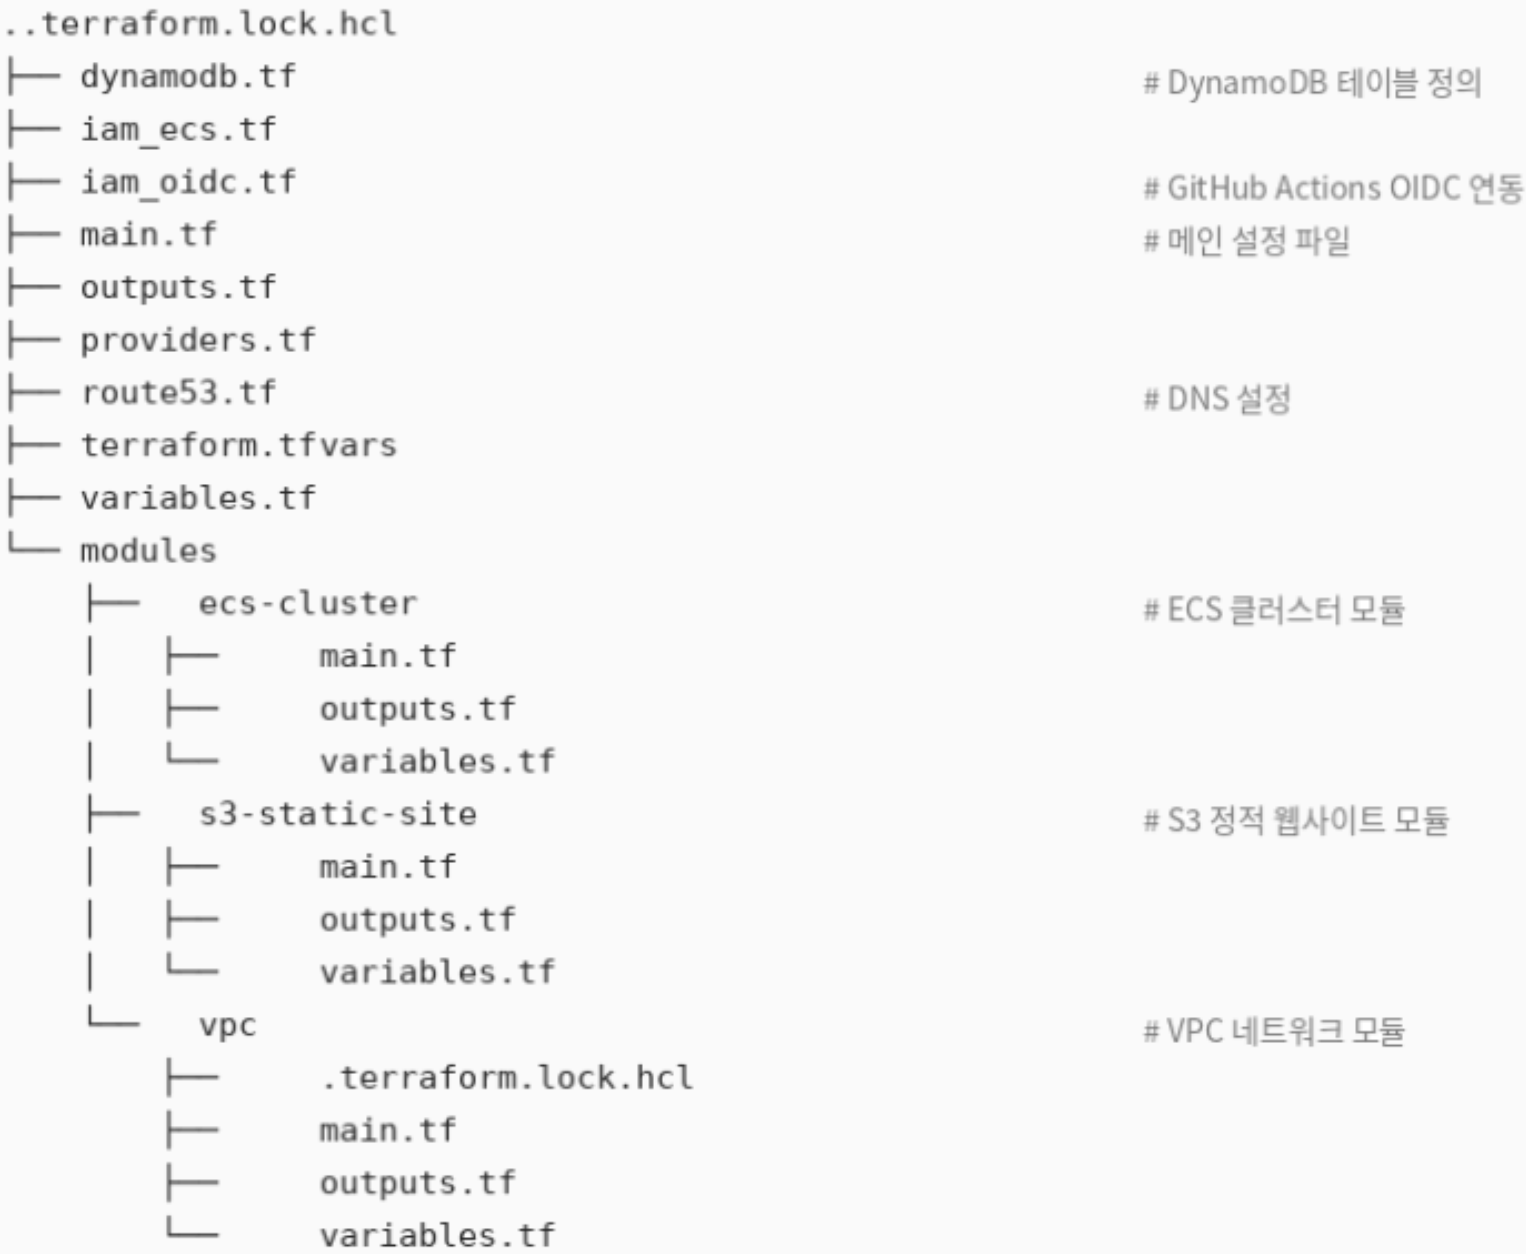 ..terraform.lock.hcl
├── dynamodb.tf # DynamoDB 테이블 정의
├── iam_ecs.tf
├── iam_oidc.tf # GitHub Actions OIDC 연동
├── main.tf # 메인 설정 파일
├── outputs.tf
├── providers.tf
├── route53.tf # DNS 설정
├── terraform.tfvars
├── variables.tf
└── modules
    ├── ecs-cluster # ECS 클러스터 모듈
    │   ├── main.tf
    │   ├── outputs.tf
    │   └── variables.tf
    ├── s3-static-site # S3 정적 웹사이트 모듈
    │   ├── main.tf
    │   ├── outputs.tf
    │   └── variables.tf
    └── vpc # VPC 네트워크 모듈
        ├── .terraform.lock.hcl
        ├── main.tf
        ├── outputs.tf
        └── variables.tf